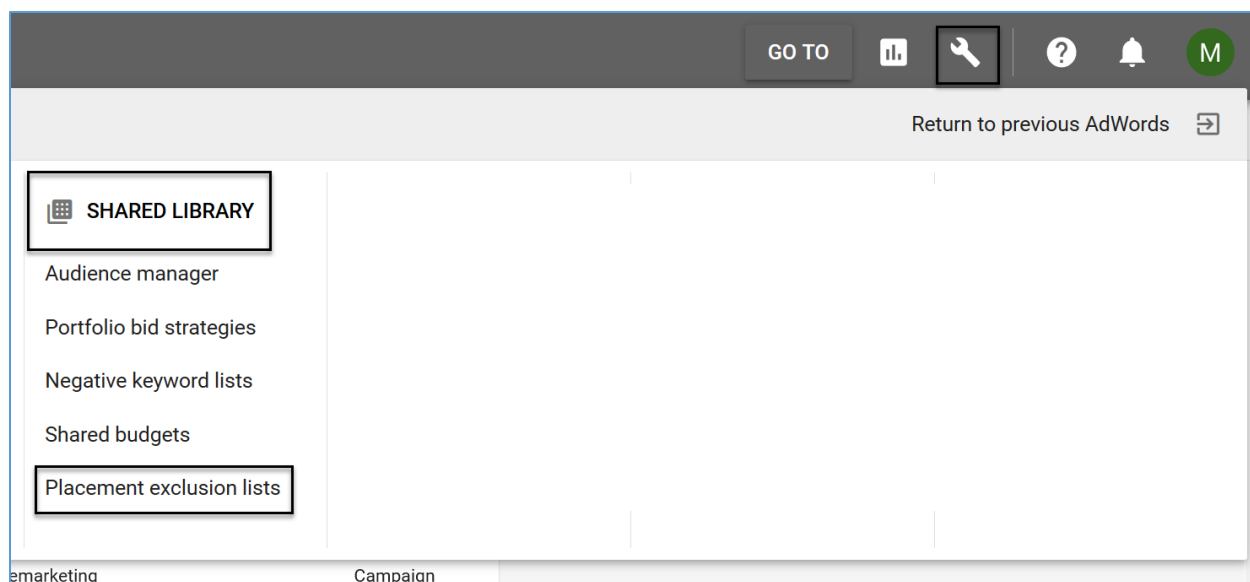 GO TO
M
Return to previous AdWords
SHARED LIBRARY
Audience manager
Portfolio bid strategies
Negative keyword lists
Shared budgets
Placement exclusion lists
emarketing
Campaign